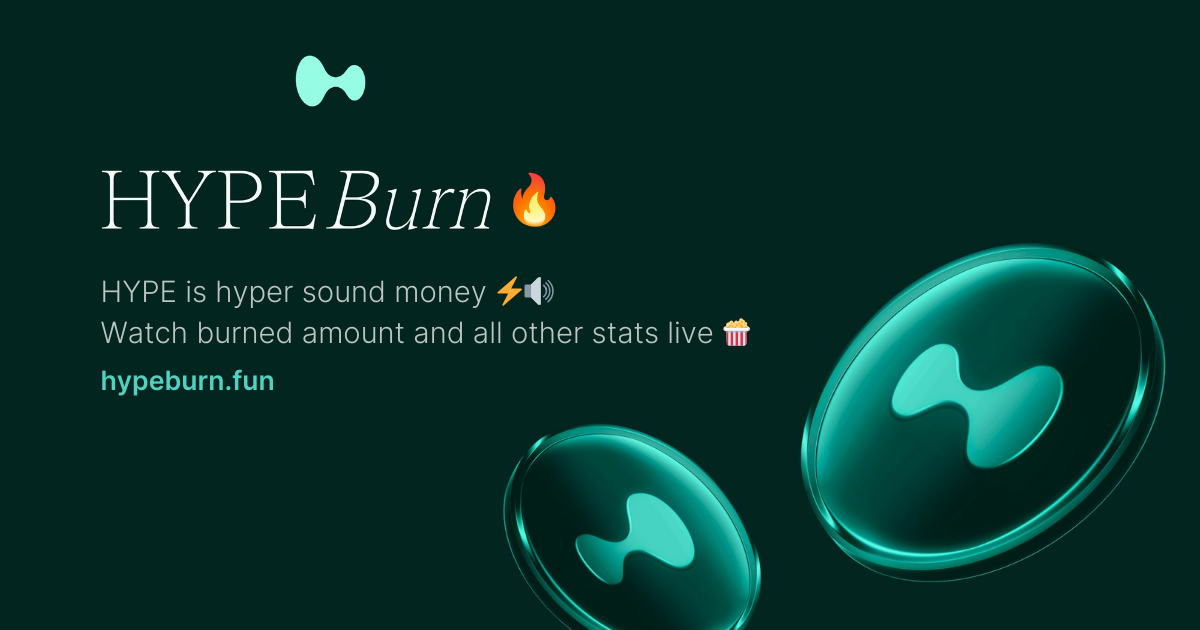 HYPE Burn 🔥
HYPE is hyper sound money ⚡🔊
Watch burned amount and all other stats live 🍿
hypeburn.fun